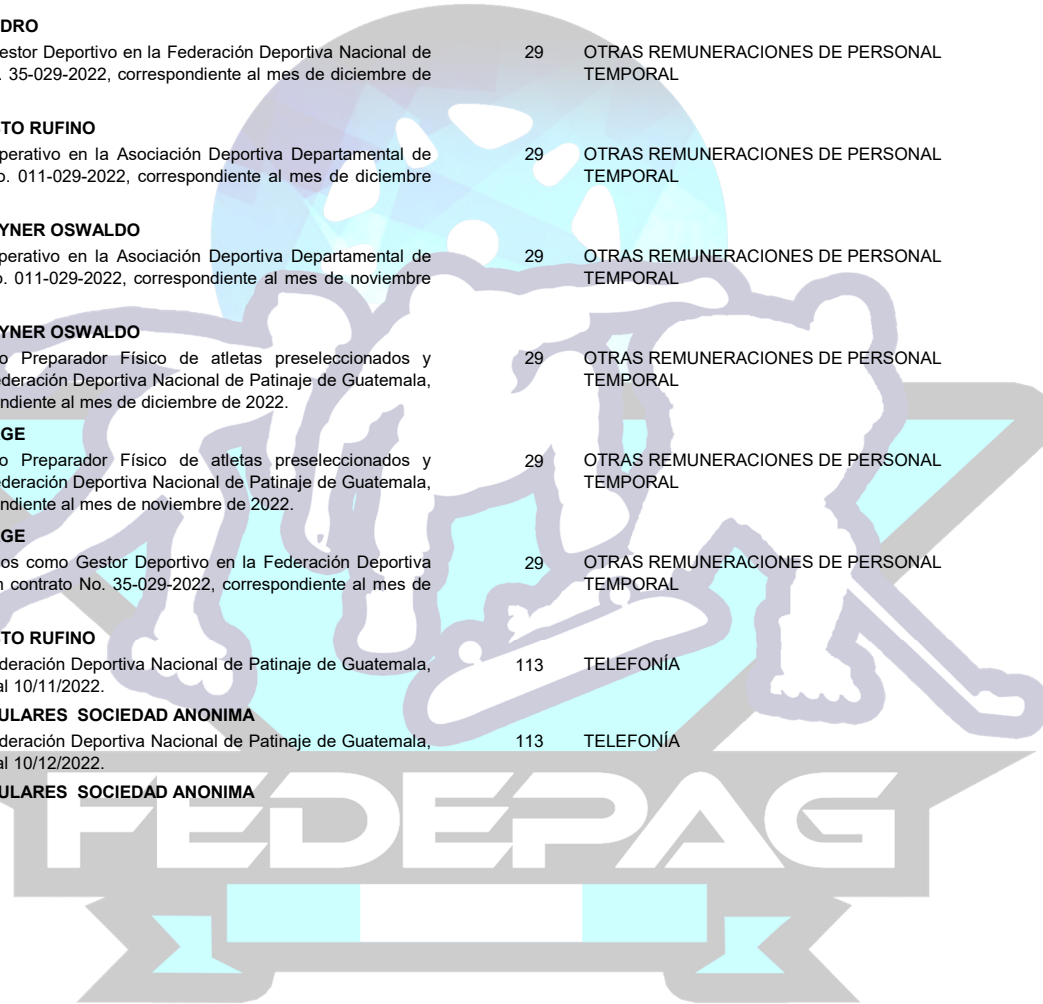 DRO
estor Deportivo en la Federación Deportiva Nacional de 29 OTRAS REMUNERACIONES DE PERSONAL
. 35-029-2022, correspondiente al mes de diciembre de TEMPORAL
TO RUFINO
perativo en la Asociación Deportiva Departamental de 29 OTRAS REMUNERACIONES DE PERSONAL
o. 011-029-2022, correspondiente al mes de diciembre TEMPORAL
YNER OSWALDO
perativo en la Asociación Deportiva Departamental de 29 OTRAS REMUNERACIONES DE PERSONAL
o. 011-029-2022, correspondiente al mes de noviembre TEMPORAL
YNER OSWALDO
o Preparador Físico de atletas preseleccionados y 29 OTRAS REMUNERACIONES DE PERSONAL
ederación Deportiva Nacional de Patinaje de Guatemala, TEMPORAL
ndiente al mes de diciembre de 2022.
GE
o Preparador Físico de atletas preseleccionados y 29 OTRAS REMUNERACIONES DE PERSONAL
ederación Deportiva Nacional de Patinaje de Guatemala, TEMPORAL
ndiente al mes de noviembre de 2022.
GE
os como Gestor Deportivo en la Federación Deportiva 29 OTRAS REMUNERACIONES DE PERSONAL
n contrato No. 35-029-2022, correspondiente al mes de TEMPORAL
TO RUFINO
deración Deportiva Nacional de Patinaje de Guatemala, 113 TELEFONÍA
al 10/11/2022.
ULARES SOCIEDAD ANONIMA
deración Deportiva Nacional de Patinaje de Guatemala, 113 TELEFONÍA
al 10/12/2022.
ULARES SOCIEDAD ANONIMA
FEDEPAG